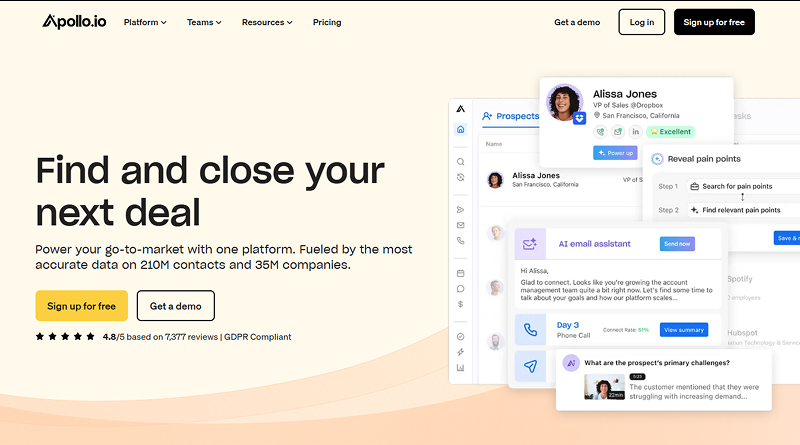 Apollo.io
Platform
Teams
Resources
Pricing
Get a demo
Log in
Sign up for free
Find and close your
next deal
Power your go-to-market with one platform. Fueled by the most
accurate data on 210M contacts and 35M companies.
Sign up for free
Get a demo
4.8/5 based on 7,377 reviews | GDPR Compliant
Prospects
Name
Alissa Jones
San Francisco, California
VP of S
Alissa Jones
VP of Sales @Dropbox
San Francisco, California
in
Excellent
Power up
Reveal pain points
Step 1
Search for pain points
Step 2
Find relevant pain points
Save &
AI email assistant
Send now
Hi Alissa,
Glad to connect. Looks like you're growing the account
management team quite a bit right now. Let's find some time to
talk about your goals and how our platform scales...
Day 3
Phone Call
Connect Rate: 51%
View summary
Spotify
employees
Hubspot
mation Technology & Services
What are the prospect's primary challenges?
5:23
22min
The customer mentioned that they were
struggling with increasing demand...